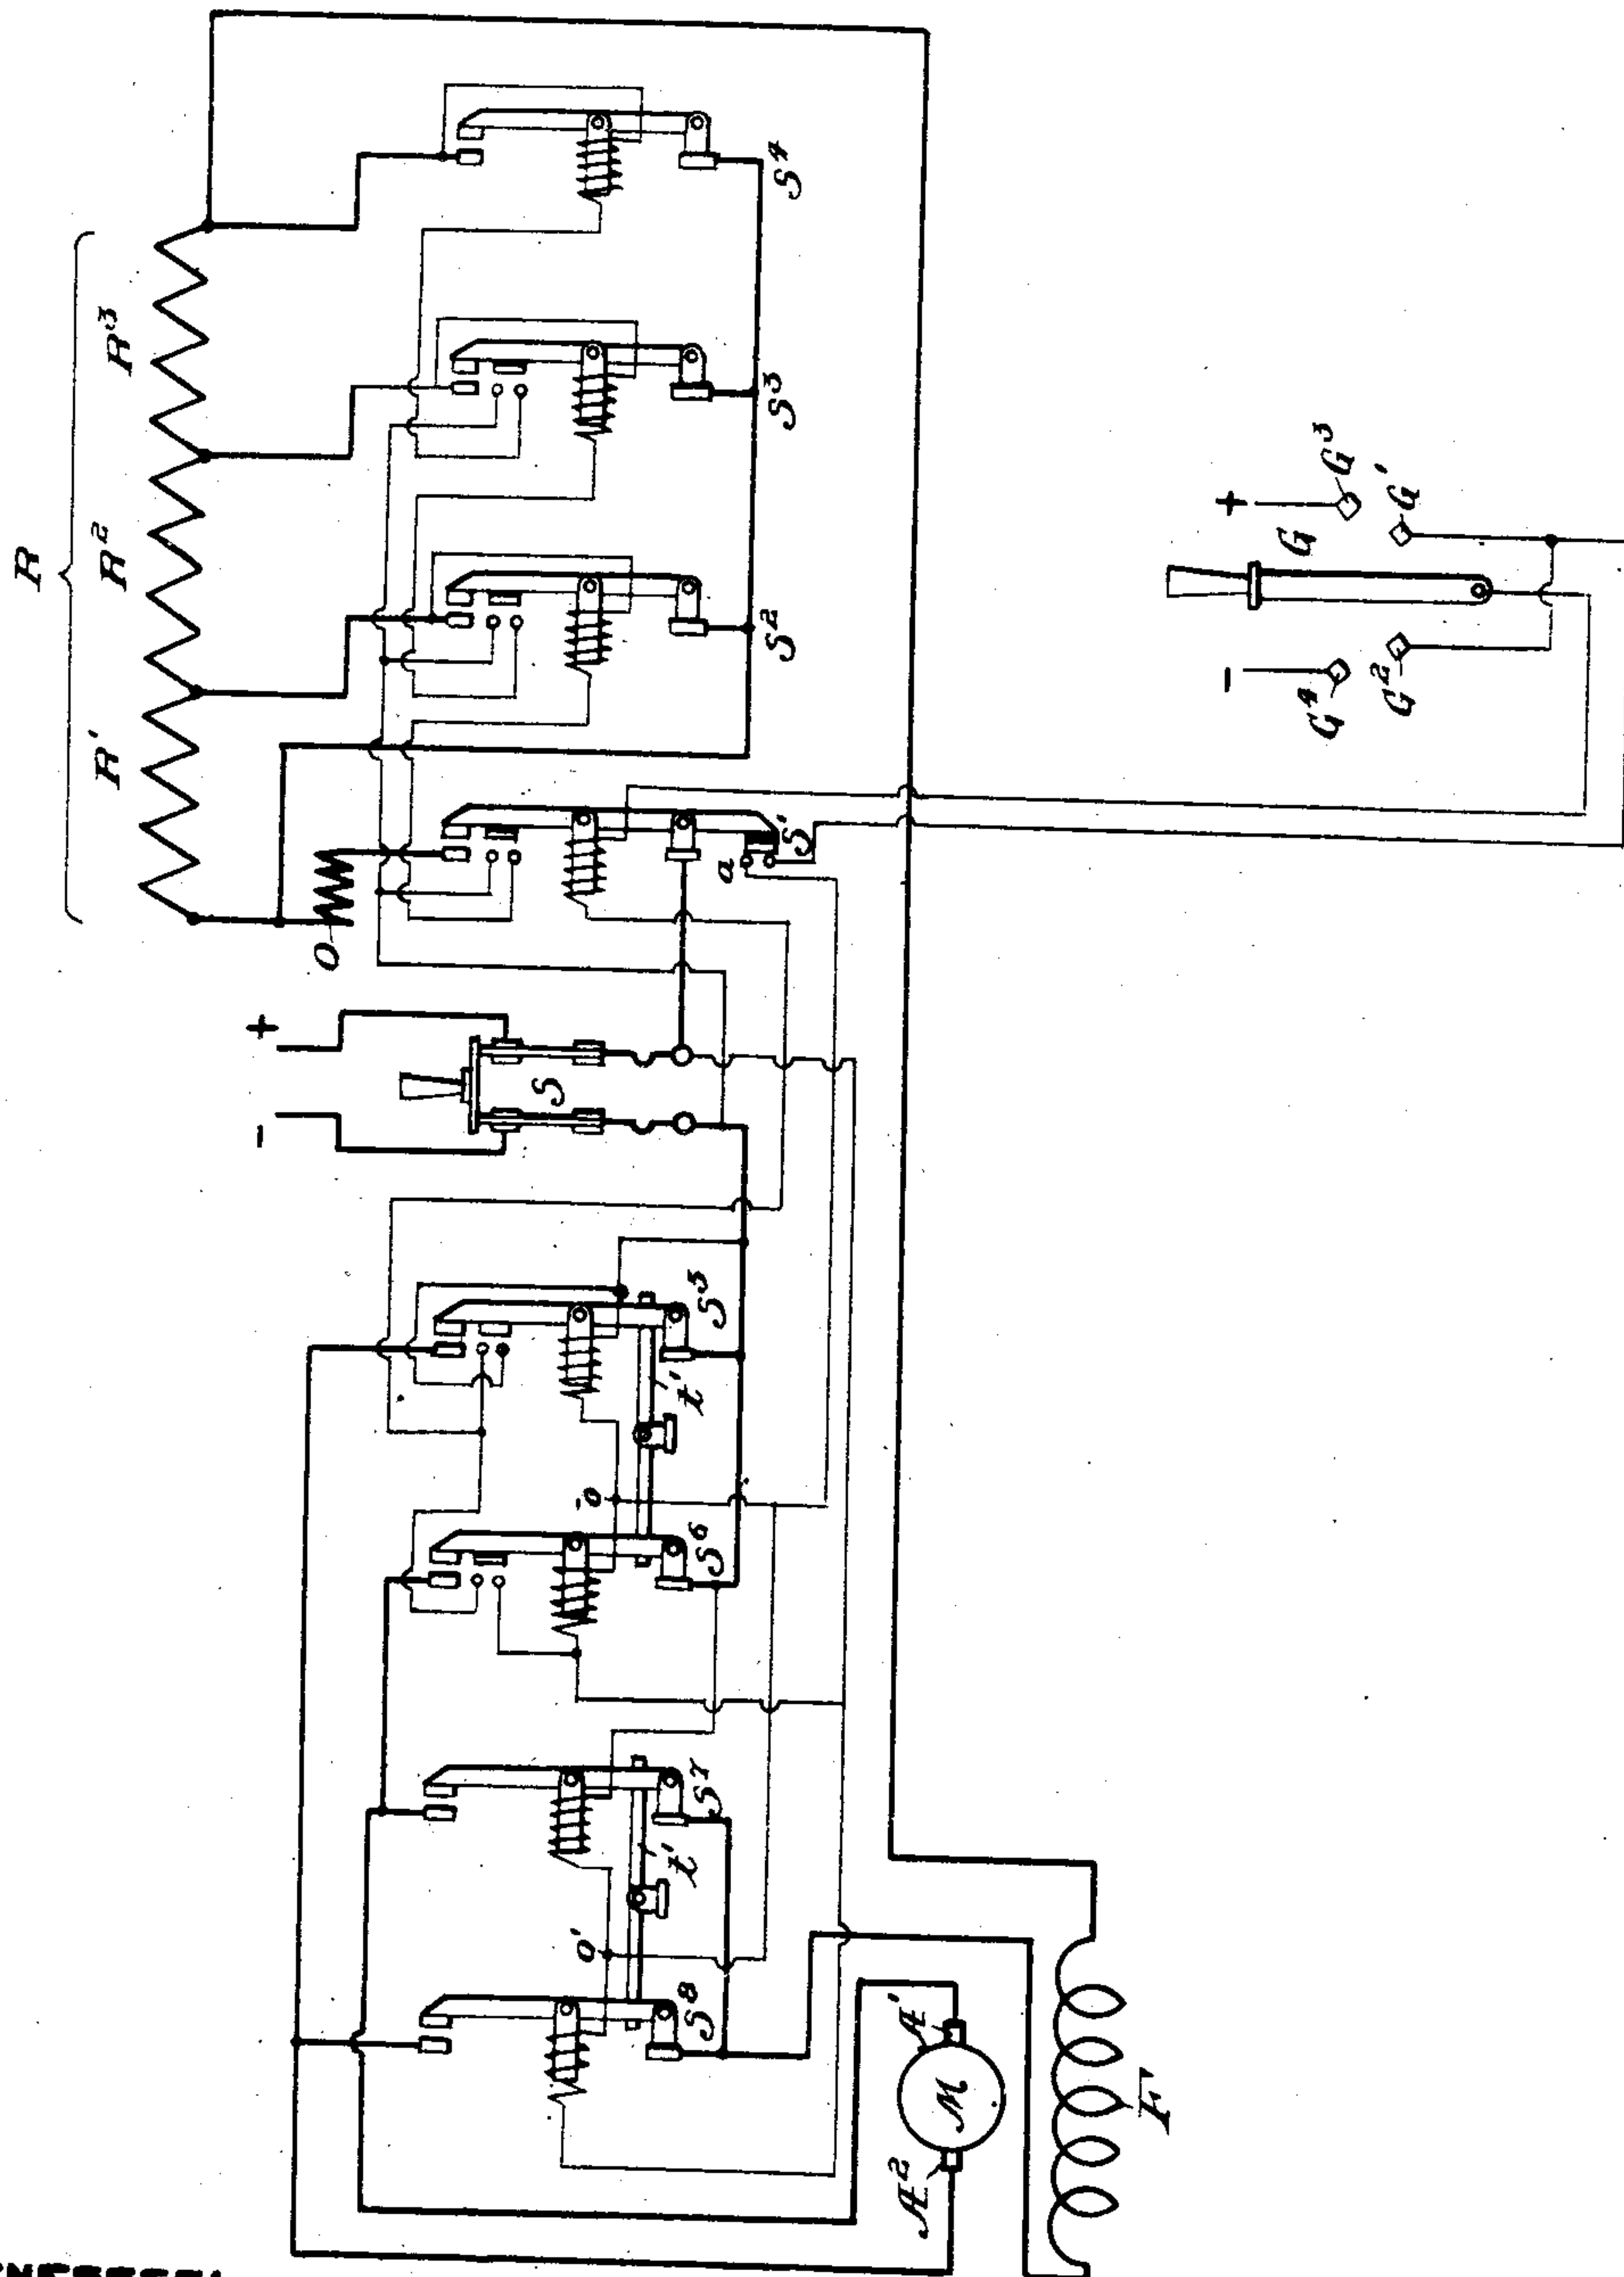 R
R' R² R³
O
+
-
S
S' S² S³ S⁴
a
S⁵ S⁶ S⁷ S⁸
t' t'
o o'
+ -
G G³ G' G⁴ G²
A' A²
M
F